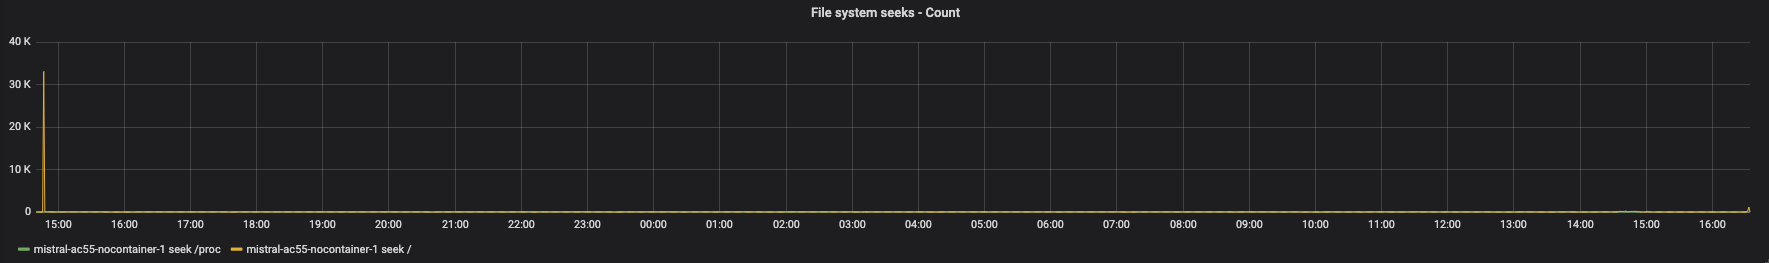 File system seeks - Count
40 K
30 K
20 K
10 K
0
15:00 16:00 17:00 18:00 19:00 20:00 21:00 22:00 23:00 00:00 01:00 02:00 03:00 04:00 05:00 06:00 07:00 08:00 09:00 10:00 11:00 12:00 13:00 14:00 15:00 16:00
mistral-ac55-nocontainer-1 seek /proc mistral-ac55-nocontainer-1 seek /